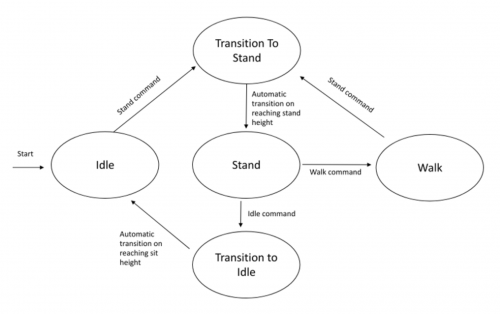 Transition To
Stand
Stand command
Stand command
Automatic
transition on
reaching stand
height
Start
Idle
Stand
Walk command
Walk
Idle command
Automatic
transition on
reaching sit
height
Transition to
Idle